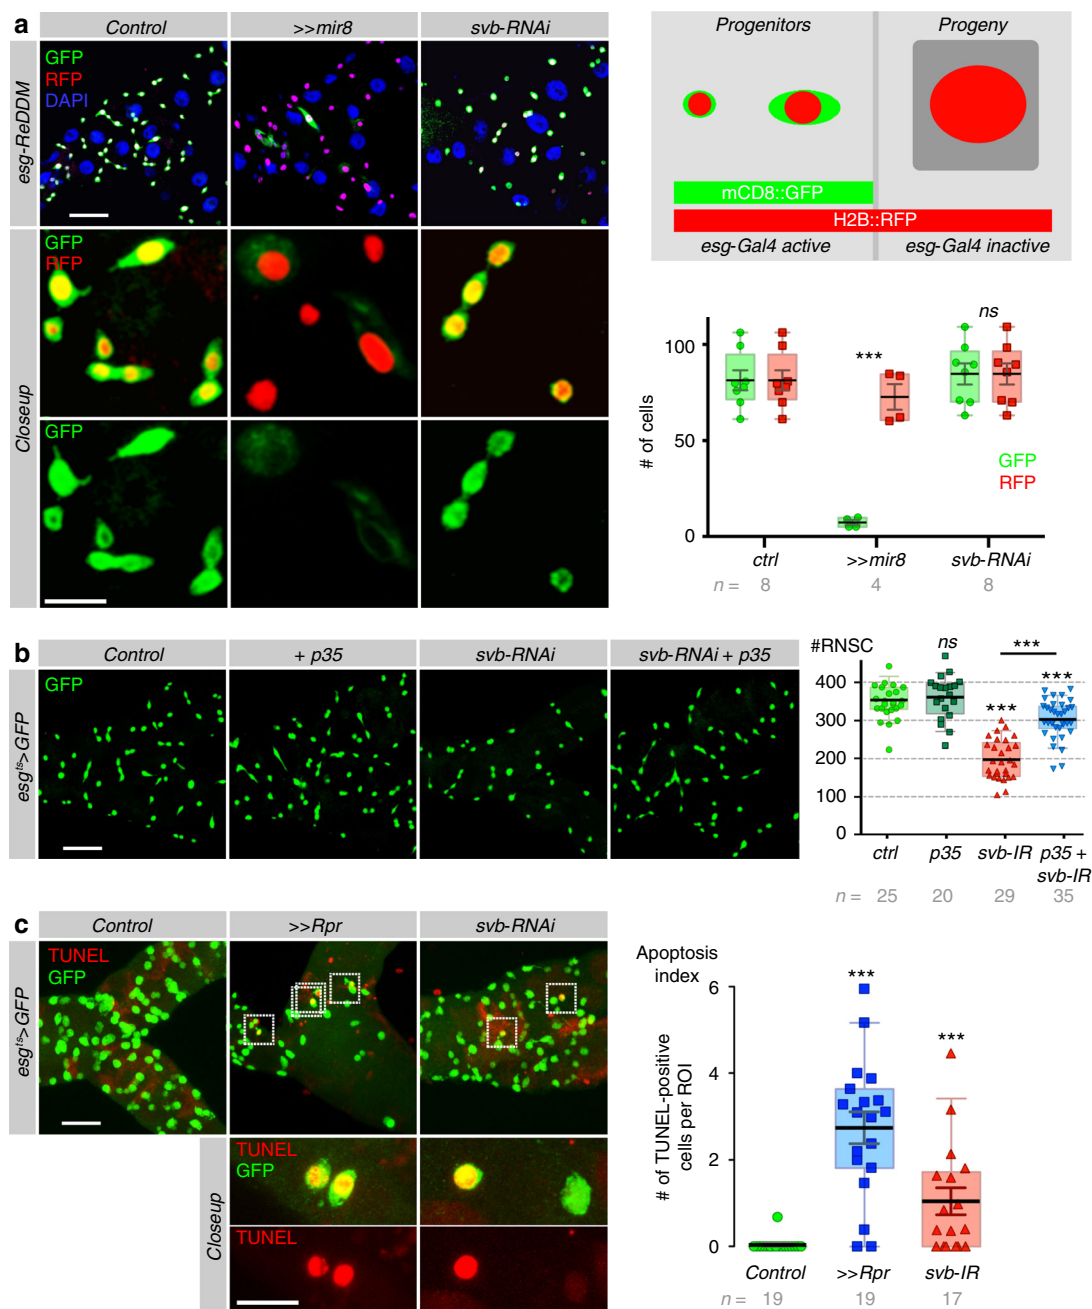 a
Control
>>mir8
svb-RNAi
esg-ReDDM
GFP
RFP
DAPI
Closeup
GFP
RFP
GFP
Progenitors
Progeny
mCD8::GFP
H2B::RFP
esg-Gal4 active
esg-Gal4 inactive
# of cells
100
50
0
***
ns
GFP
RFP
ctrl
>>mir8
svb-RNAi
n =
8
4
8
b
Control
+ p35
svb-RNAi
svb-RNAi + p35
esgts>GFP
GFP
#RNSC
400
300
200
100
0
ns
***
***
***
ctrl
p35
svb-IR
p35 +
svb-IR
n =
25
20
29
35
c
Control
>>Rpr
svb-RNAi
esgts>GFP
TUNEL
GFP
Closeup
TUNEL
GFP
TUNEL
Apoptosis
index
# of TUNEL-positive
cells per ROI
6
4
2
0
***
***
Control
>>Rpr
svb-IR
n =
19
19
17